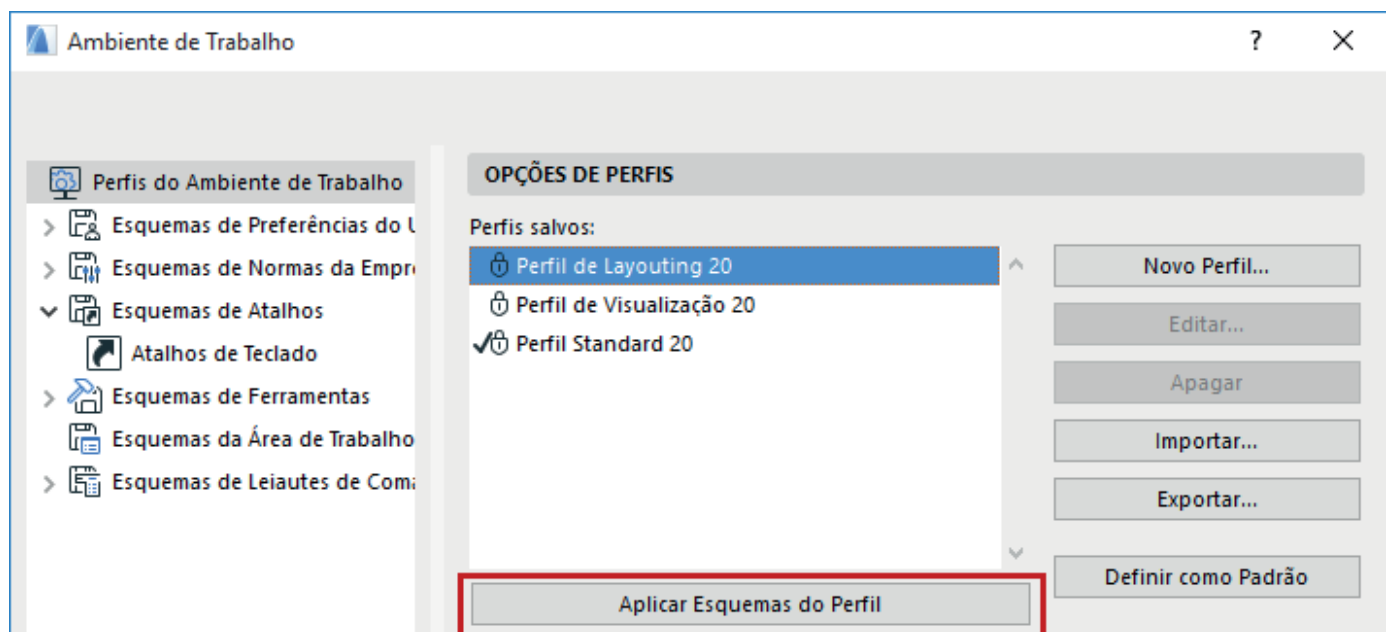 Ambiente de Trabalho
?
Perfis do Ambiente de Trabalho
Esquemas de Preferências do U
Esquemas de Normas da Empr
Esquemas de Atalhos
Atalhos de Teclado
Esquemas de Ferramentas
Esquemas da Área de Trabalho
Esquemas de Leiautes de Coma
OPÇÕES DE PERFIS
Perfis salvos:
Perfil de Layouting 20
Perfil de Visualização 20
Perfil Standard 20
Aplicar Esquemas do Perfil
Novo Perfil...
Editar...
Apagar
Importar...
Exportar...
Definir como Padrão